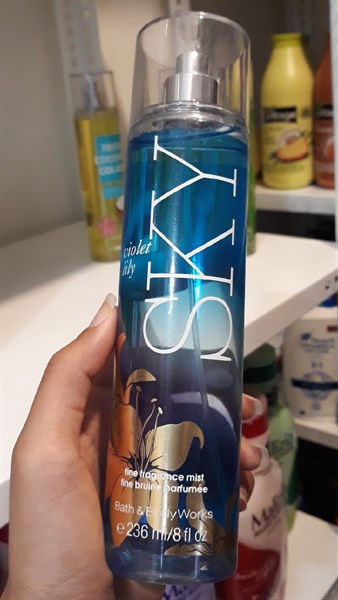 violet
lily
SKY
fine fragrance mist
fine bruine parfumée
Bath & Body Works
e 236 ml/8 fl oz